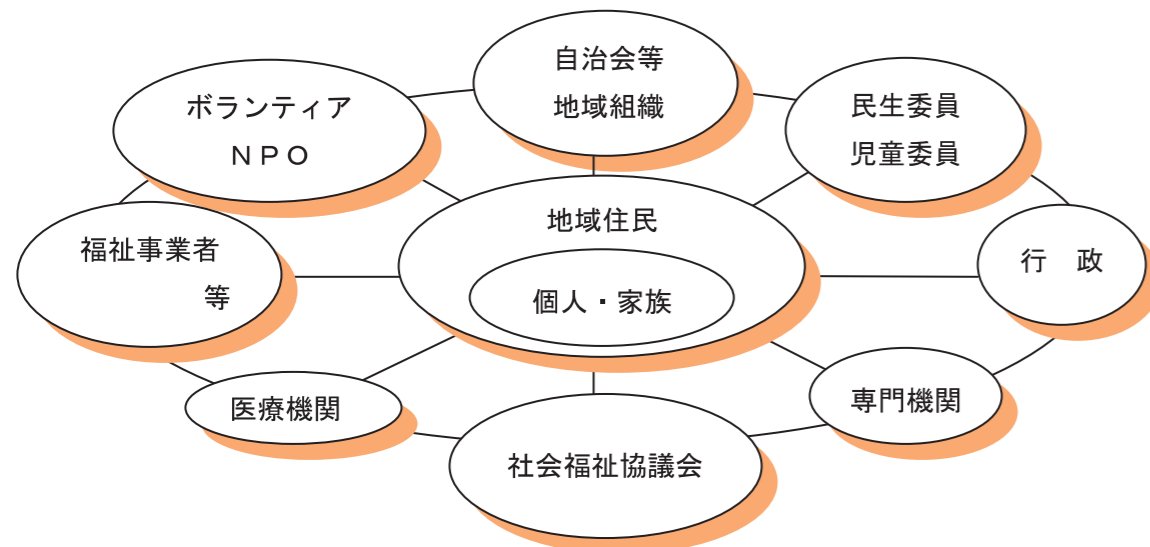 自治会等
地域組織
ボランティア
ＮＰＯ
民生委員
児童委員
地域住民
個人・家族
福祉事業者
等
行　政
医療機関
専門機関
社会福祉協議会